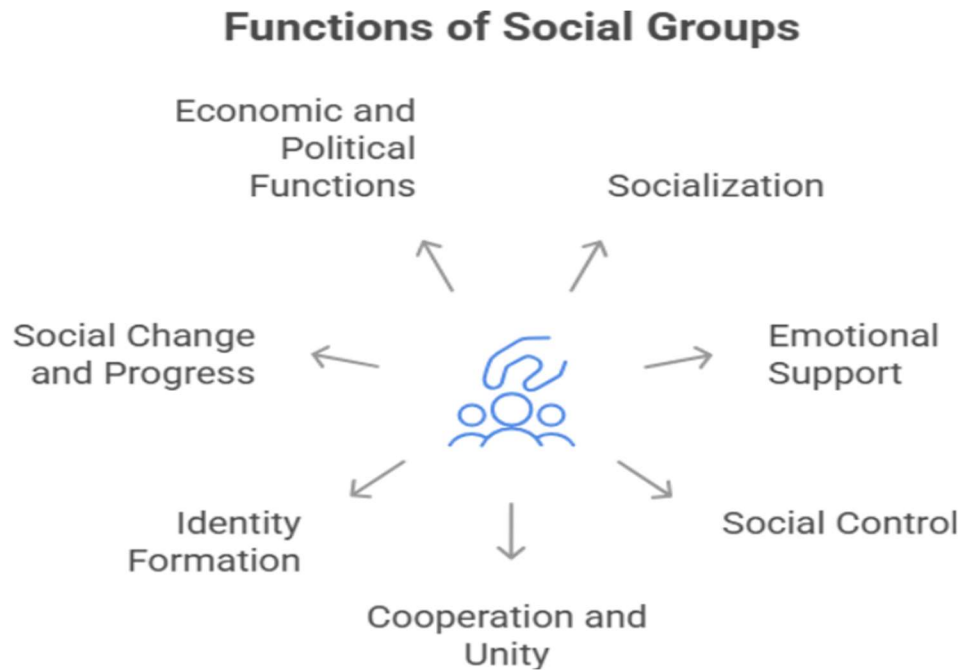 Functions of Social Groups
Economic and
Political
Functions
Socialization
Social Change
and Progress
Emotional
Support
Identity
Formation
Social Control
Cooperation and
Unity